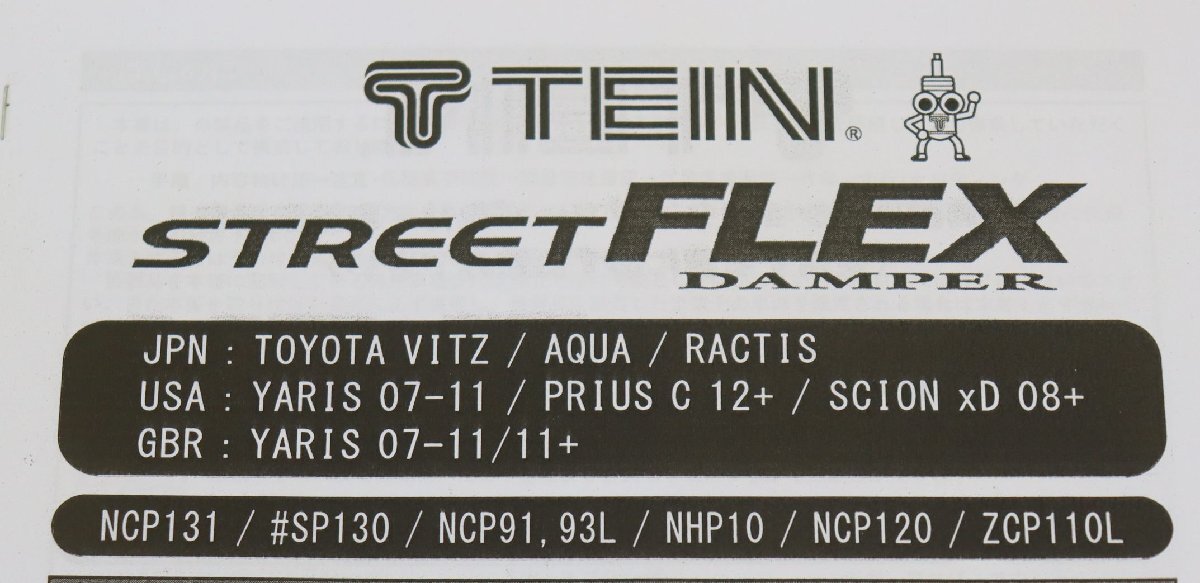 TEIN®
STREET FLEX
DAMPER
JPN : TOYOTA VITZ / AQUA / RACTIS
USA : YARIS 07-11 / PRIUS C 12+ / SCION xD 08+
GBR : YARIS 07-11/11+
NCP131 / #SP130 / NCP91, 93L / NHP10 / NCP120 / ZCP110L